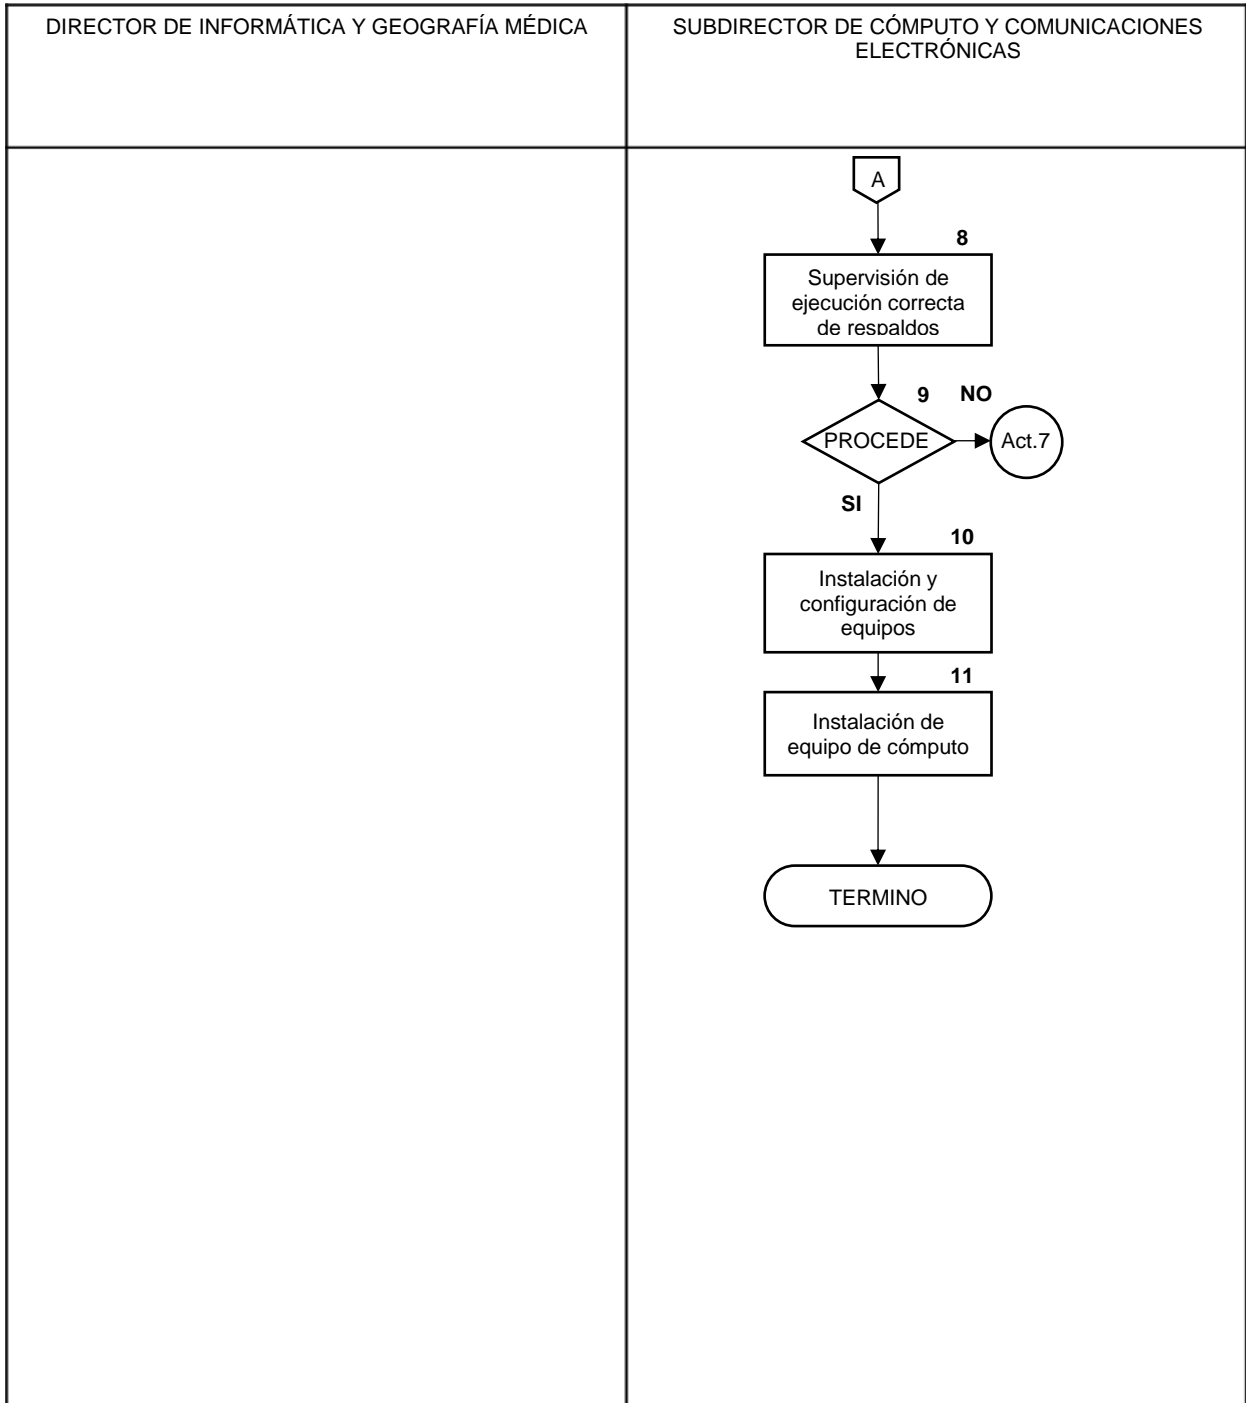 DIRECTOR DE INFORMÁTICA Y GEOGRAFÍA MÉDICA
SUBDIRECTOR DE CÓMPUTO Y COMUNICACIONES
ELECTRÓNICAS
A
8
Supervisión de
ejecución correcta
de respaldos
9
NO
PROCEDE
Act.7
SI
10
Instalación y
configuración de
equipos
11
Instalación de
equipo de cómputo
TERMINO